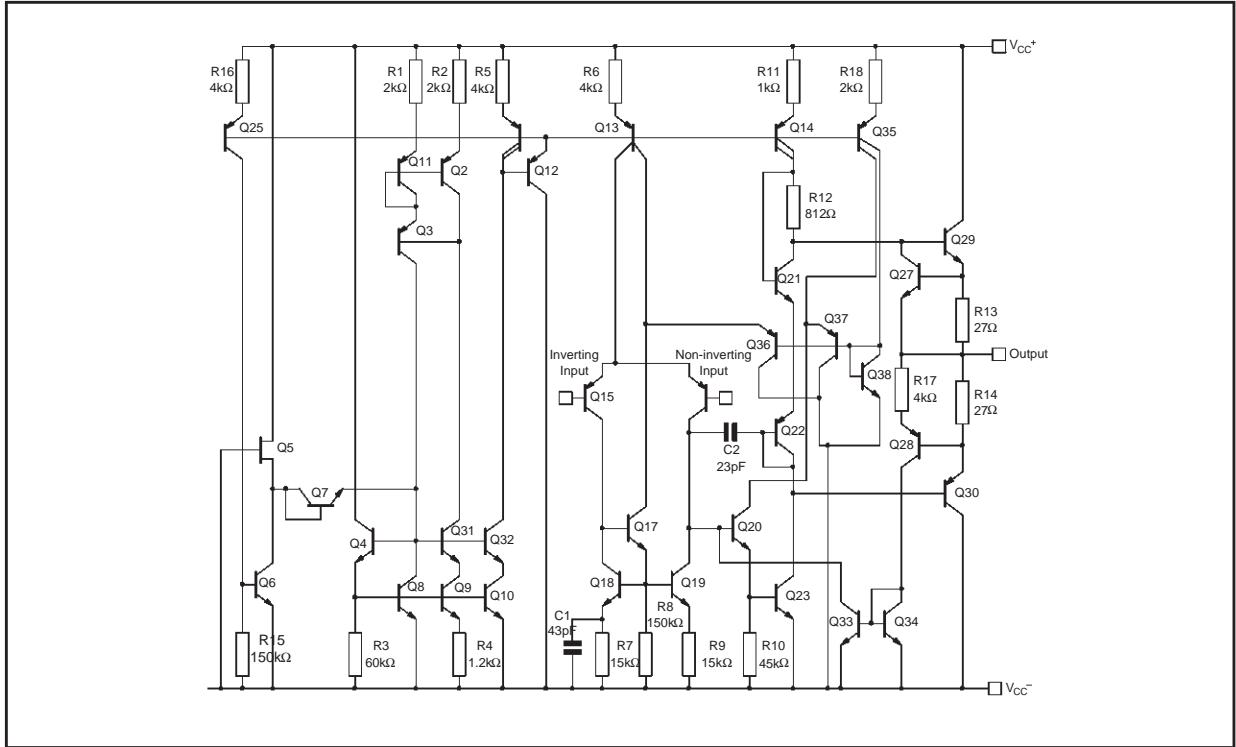 VCC+
R16
4kΩ
R1
2kΩ
R2
2kΩ
R5
4kΩ
R6
4kΩ
R11
1kΩ
R18
2kΩ
Q25
Q11
Q2
Q12
Q13
Q14
Q35
Q3
R12
812Ω
Q29
Q27
Q21
R13
27Ω
Q37
Q36
Inverting
Input
Non-inverting
Input
Output
Q38
R17
4kΩ
R14
27Ω
Q15
Q22
C2
23pF
Q28
Q5
Q7
Q30
Q4
Q31
Q32
Q17
Q20
Q6
Q8
Q9
Q10
Q18
Q19
Q23
C1
43pF
R8
150kΩ
Q33
Q34
R15
150kΩ
R3
60kΩ
R4
1.2kΩ
R7
15kΩ
R9
15kΩ
R10
45kΩ
VCC–